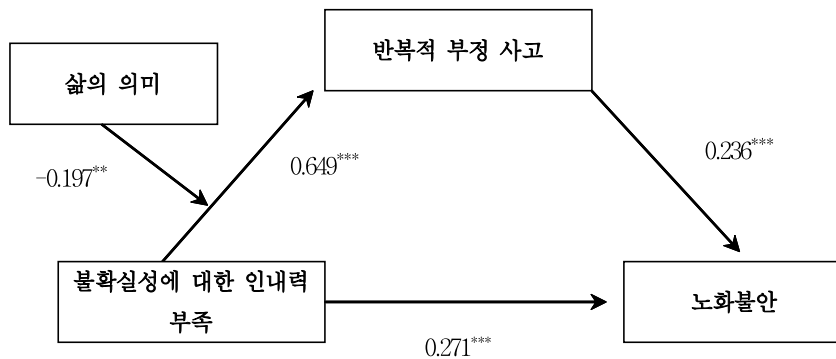 반복적 부정 사고
삶의 의미
-0.197**
0.649***
0.236***
불확실성에 대한 인내력
부족
노화불안
0.271***